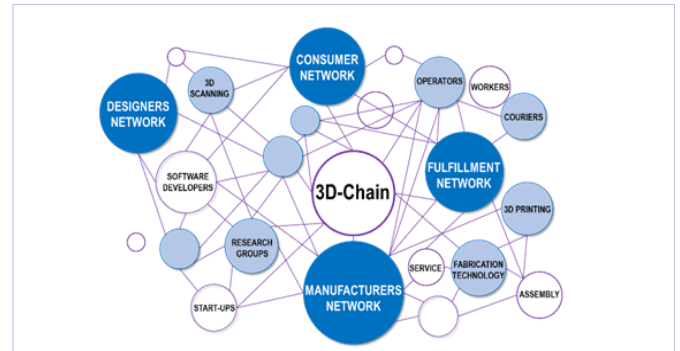 CONSUMER
NETWORK
3D
SCANNING
OPERATORS
WORKERS
DESIGNERS
NETWORK
COURIERS
SOFTWARE
DEVELOPERS
FULFILLMENT
NETWORK
3D-Chain
3D PRINTING
RESEARCH
GROUPS
SERVICE
FABRICATION
TECHNOLOGY
MANUFACTURERS
NETWORK
START-UPS
ASSEMBLY